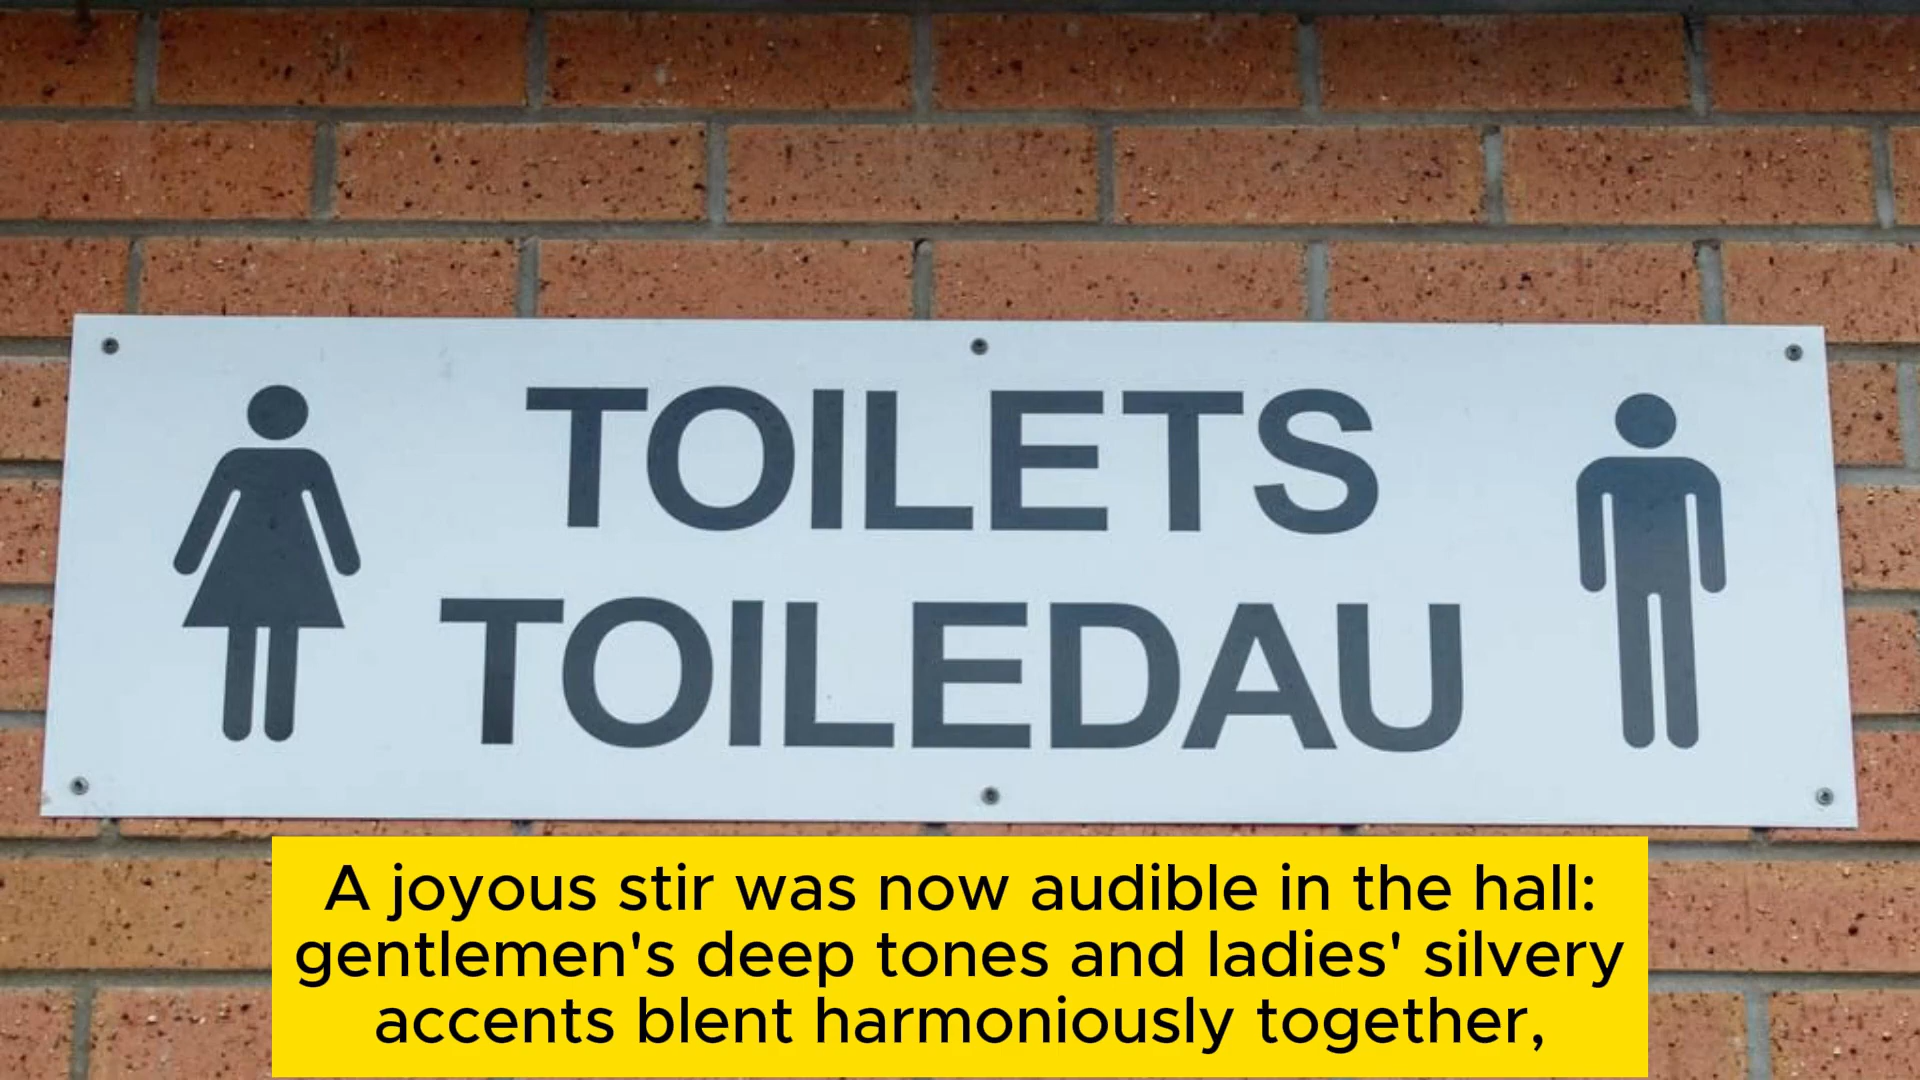 TOILETS
TOILEDAU
A joyous stir was now audible in the hall:
gentlemen's deep tones and ladies' silvery
accents blent harmoniously together,